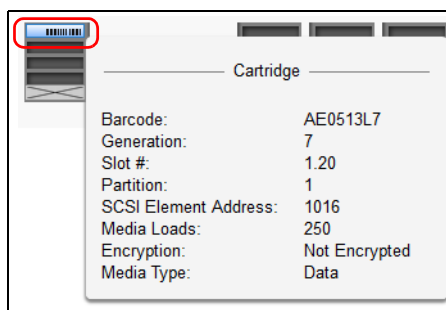 Cartridge
Barcode: AE0513L7
Generation: 7
Slot #: 1.20
Partition: 1
SCSI Element Address: 1016
Media Loads: 250
Encryption: Not Encrypted
Media Type: Data